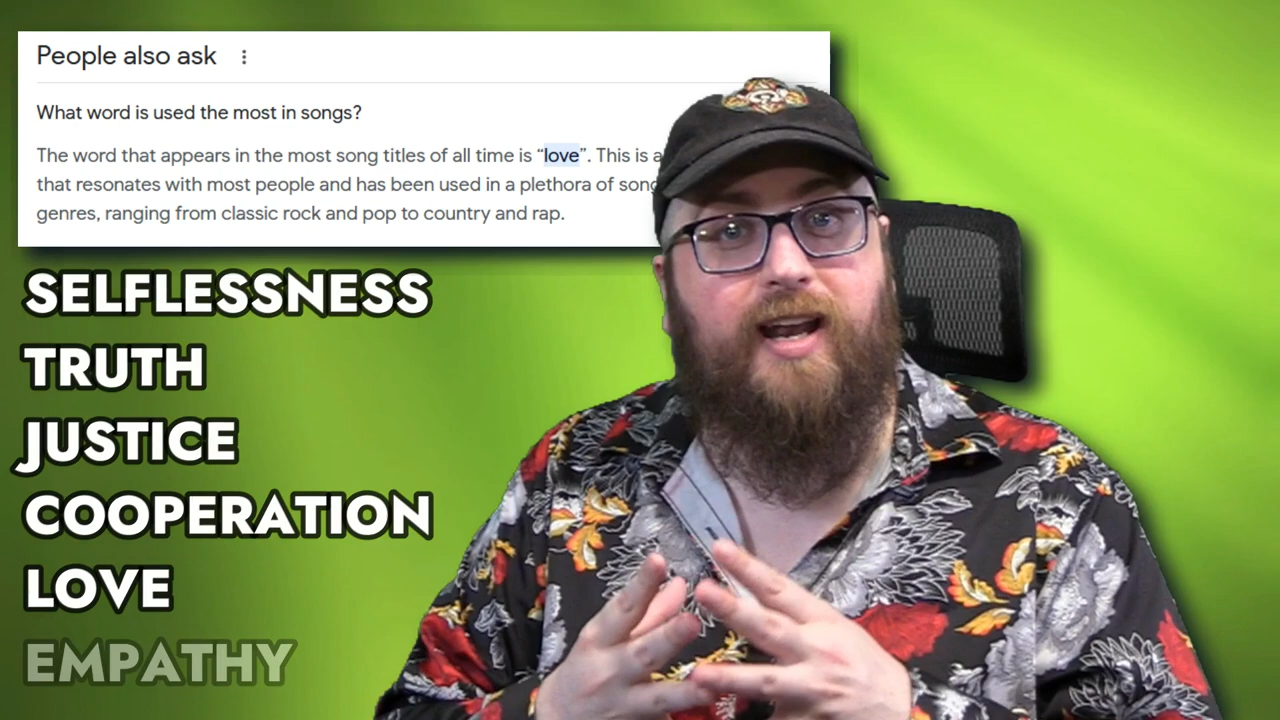 People also ask
What word is used the most in songs?
The word that appears in the most song titles of all time is “love”. This is a
that resonates with most people and has been used in a plethora of song
genres, ranging from classic rock and pop to country and rap.
SELFLESSNESS
TRUTH
JUSTICE
COOPERATION
LOVE
EMPATHY